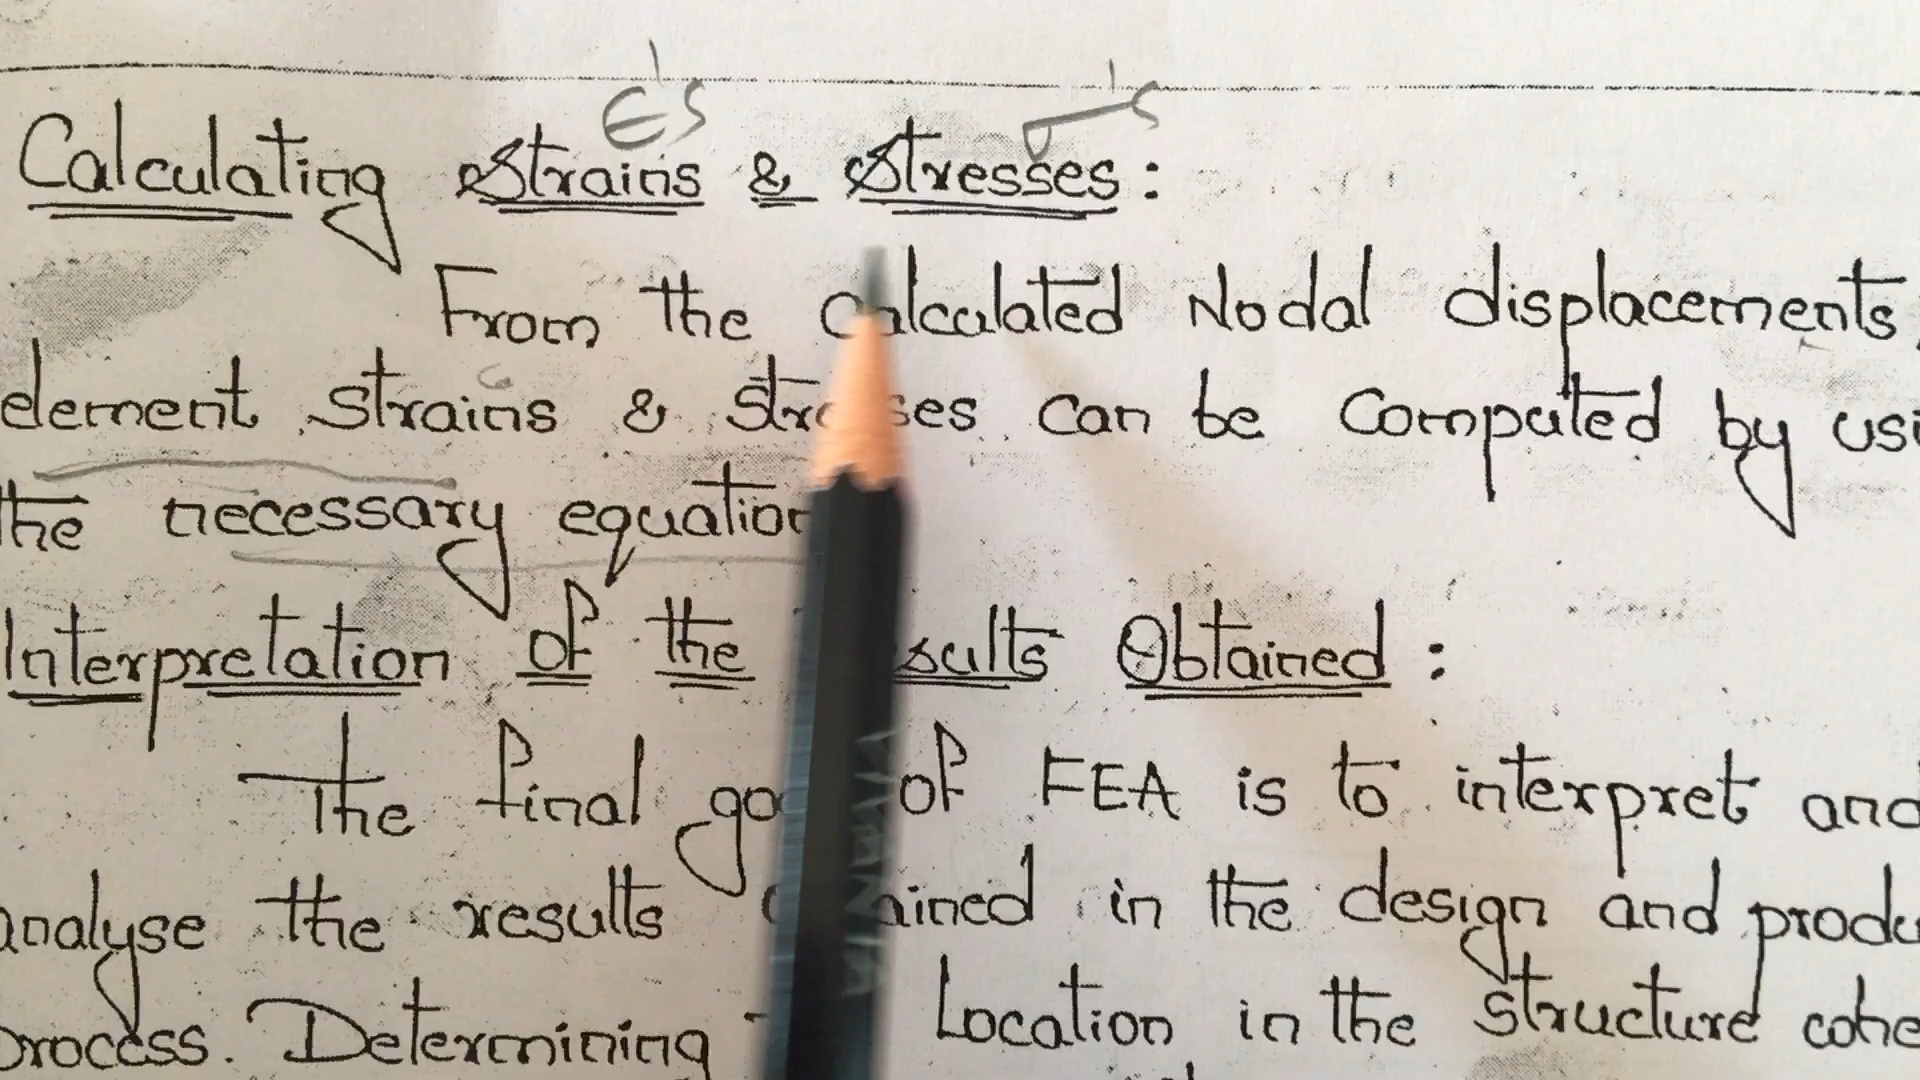 ε's σ's
Calculating Strains & Stresses :
From the calculated Nodal displacements,
element strains & stresses can be computed by
the necessary equation
Interpretation of the Obtained :
The final of FEA is to interpret and
analyse the results in the design and
process. Determining Location in the structure